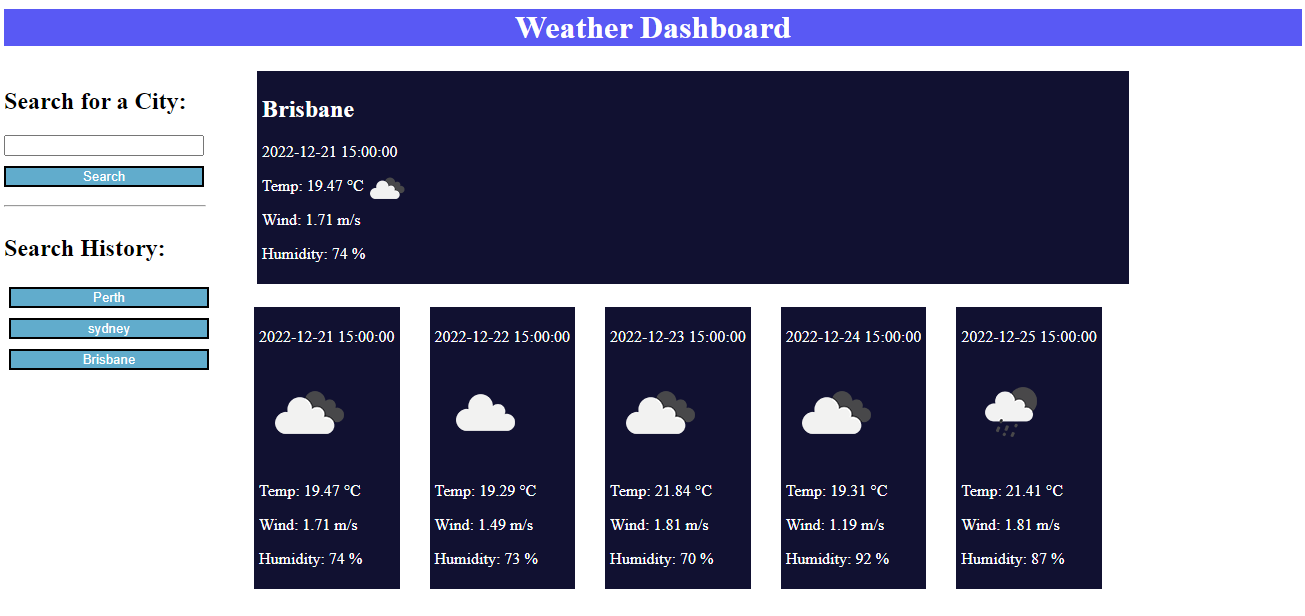 Weather Dashboard
Search for a City:
Search
Search History:
Perth
sydney
Brisbane
Brisbane
2022-12-21 15:00:00
Temp: 19.47 °C
Wind: 1.71 m/s
Humidity: 74 %
2022-12-21 15:00:00
Temp: 19.47 °C
Wind: 1.71 m/s
Humidity: 74 %
2022-12-22 15:00:00
Temp: 19.29 °C
Wind: 1.49 m/s
Humidity: 73 %
2022-12-23 15:00:00
Temp: 21.84 °C
Wind: 1.81 m/s
Humidity: 70 %
2022-12-24 15:00:00
Temp: 19.31 °C
Wind: 1.19 m/s
Humidity: 92 %
2022-12-25 15:00:00
Temp: 21.41 °C
Wind: 1.81 m/s
Humidity: 87 %